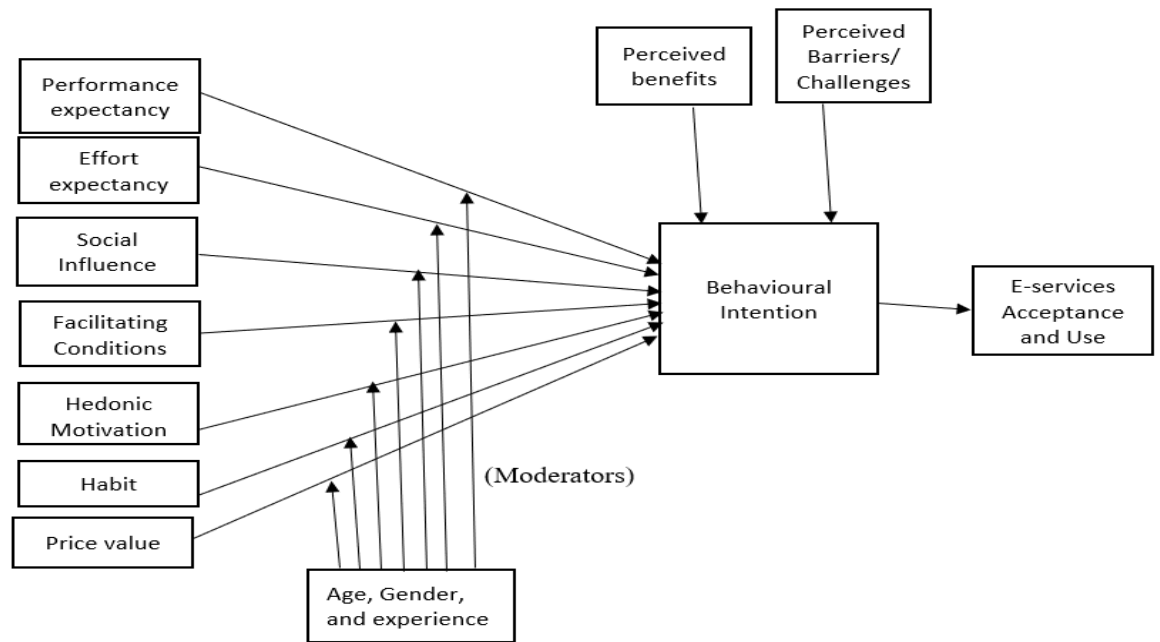 Performance
expectancy
Effort
expectancy
Social
Influence
Facilitating
Conditions
Hedonic
Motivation
Habit
Price value
Perceived
benefits
Perceived
Barriers/
Challenges
Behavioural
Intention
E-services
Acceptance
and Use
(Moderators)
Age, Gender,
and experience